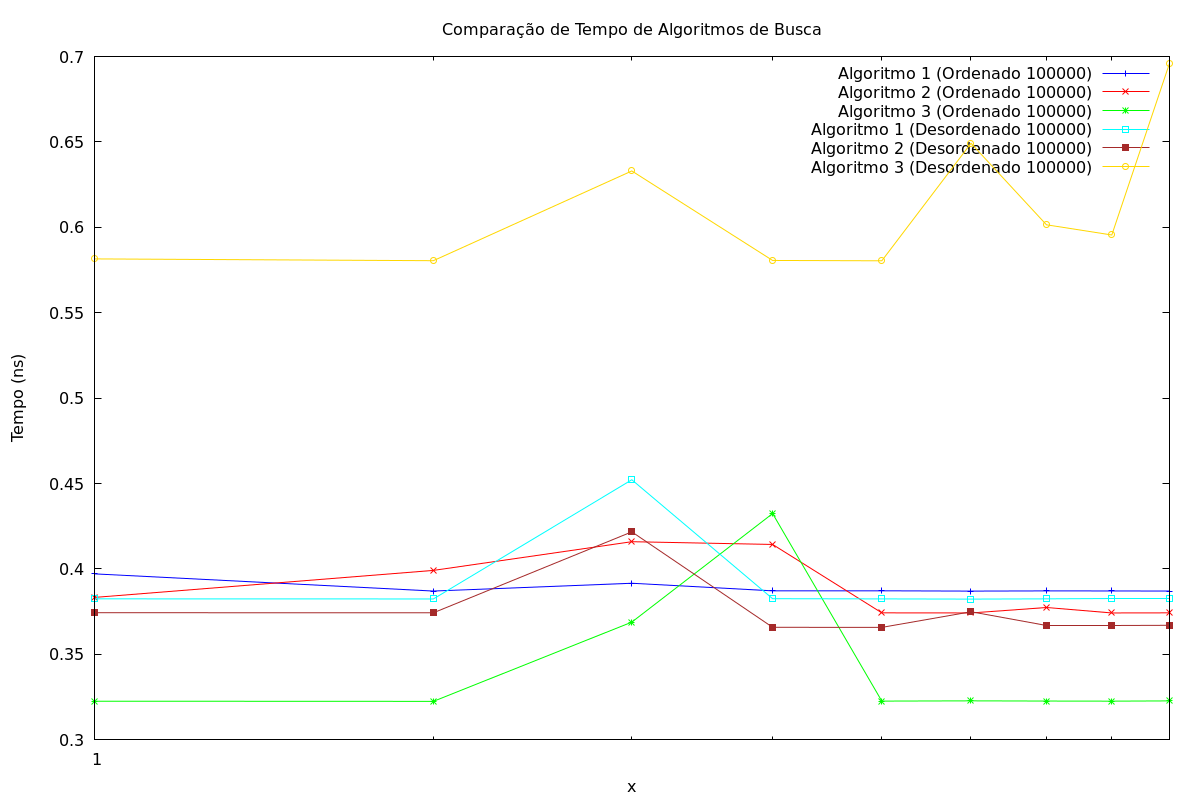 Comparação de Tempo de Algoritmos de Busca
0.7
0.65
0.6
0.55
0.5
0.45
0.4
0.35
0.3
Tempo (ns)
Algoritmo 1 (Ordenado 100000)
Algoritmo 2 (Ordenado 100000)
Algoritmo 3 (Ordenado 100000)
Algoritmo 1 (Desordenado 100000)
Algoritmo 2 (Desordenado 100000)
Algoritmo 3 (Desordenado 100000)
1
x